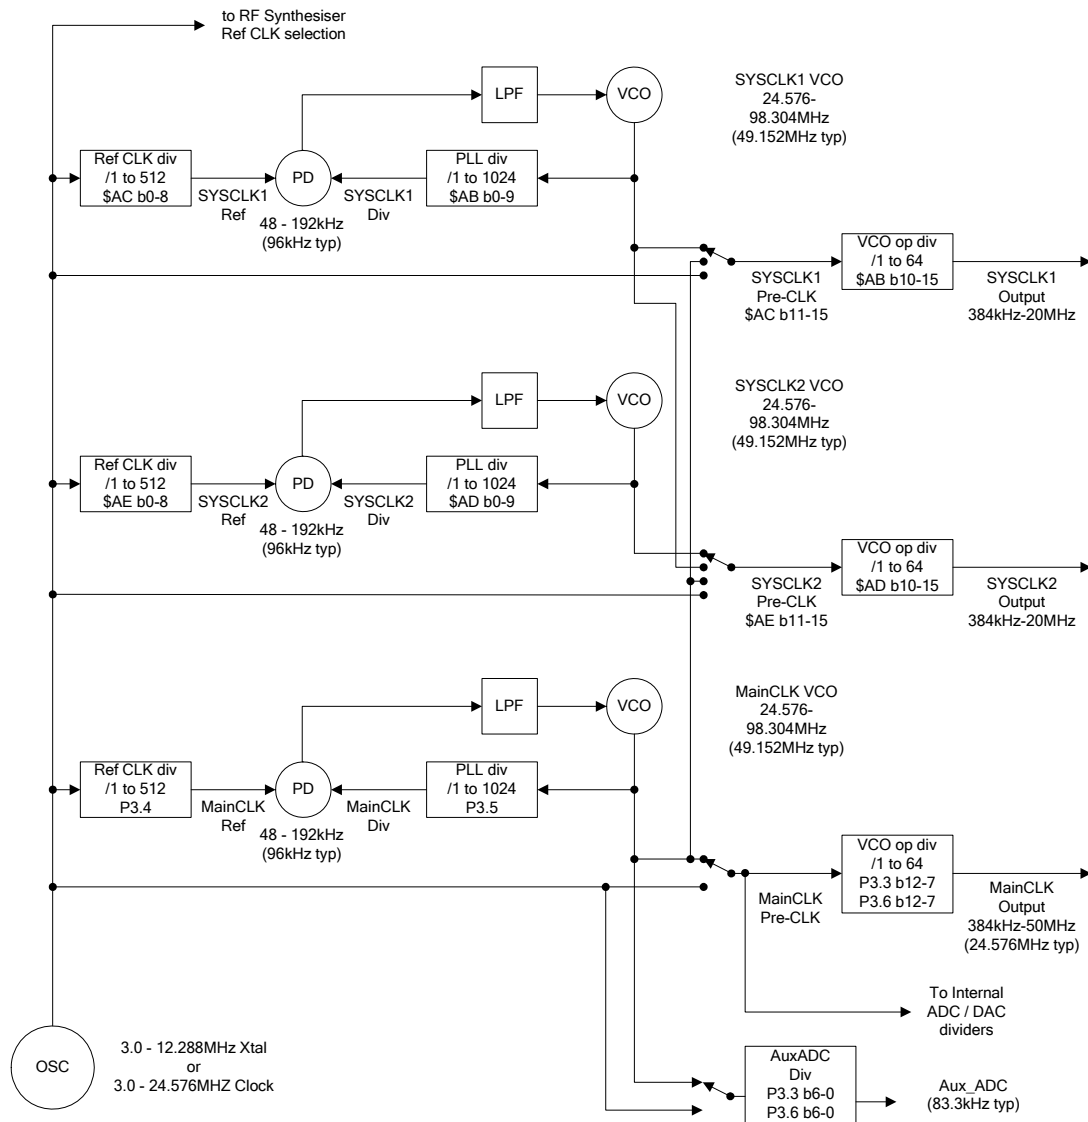 to RF Synthesiser
Ref CLK selection
LPF
VCO
SYSCLK1 VCO
24.576-
98.304MHz
(49.152MHz typ)
Ref CLK div
/1 to 512
$AC b0-8
SYSCLK1
Ref
PD
48 - 192kHz
(96kHz typ)
SYSCLK1
Div
PLL div
/1 to 1024
$AB b0-9
SYSCLK1
Pre-CLK
$AC b11-15
VCO op div
/1 to 64
$AB b10-15
SYSCLK1
Output
384kHz-20MHz
LPF
VCO
SYSCLK2 VCO
24.576-
98.304MHz
(49.152MHz typ)
Ref CLK div
/1 to 512
$AE b0-8
SYSCLK2
Ref
PD
48 - 192kHz
(96kHz typ)
SYSCLK2
Div
PLL div
/1 to 1024
$AD b0-9
SYSCLK2
Pre-CLK
$AE b11-15
VCO op div
/1 to 64
$AD b10-15
SYSCLK2
Output
384kHz-20MHz
LPF
VCO
MainCLK VCO
24.576-
98.304MHz
(49.152MHz typ)
Ref CLK div
/1 to 512
P3.4
MainCLK
Ref
PD
48 - 192kHz
(96kHz typ)
MainCLK
Div
PLL div
/1 to 1024
P3.5
MainCLK
Pre-CLK
VCO op div
/1 to 64
P3.3 b12-7
P3.6 b12-7
MainCLK
Output
384kHz-50MHz
(24.576MHz typ)
To Internal
ADC / DAC
dividers
OSC
3.0 - 12.288MHz Xtal
or
3.0 - 24.576MHZ Clock
AuxADC
Div
P3.3 b6-0
P3.6 b6-0
Aux_ADC
(83.3kHz typ)